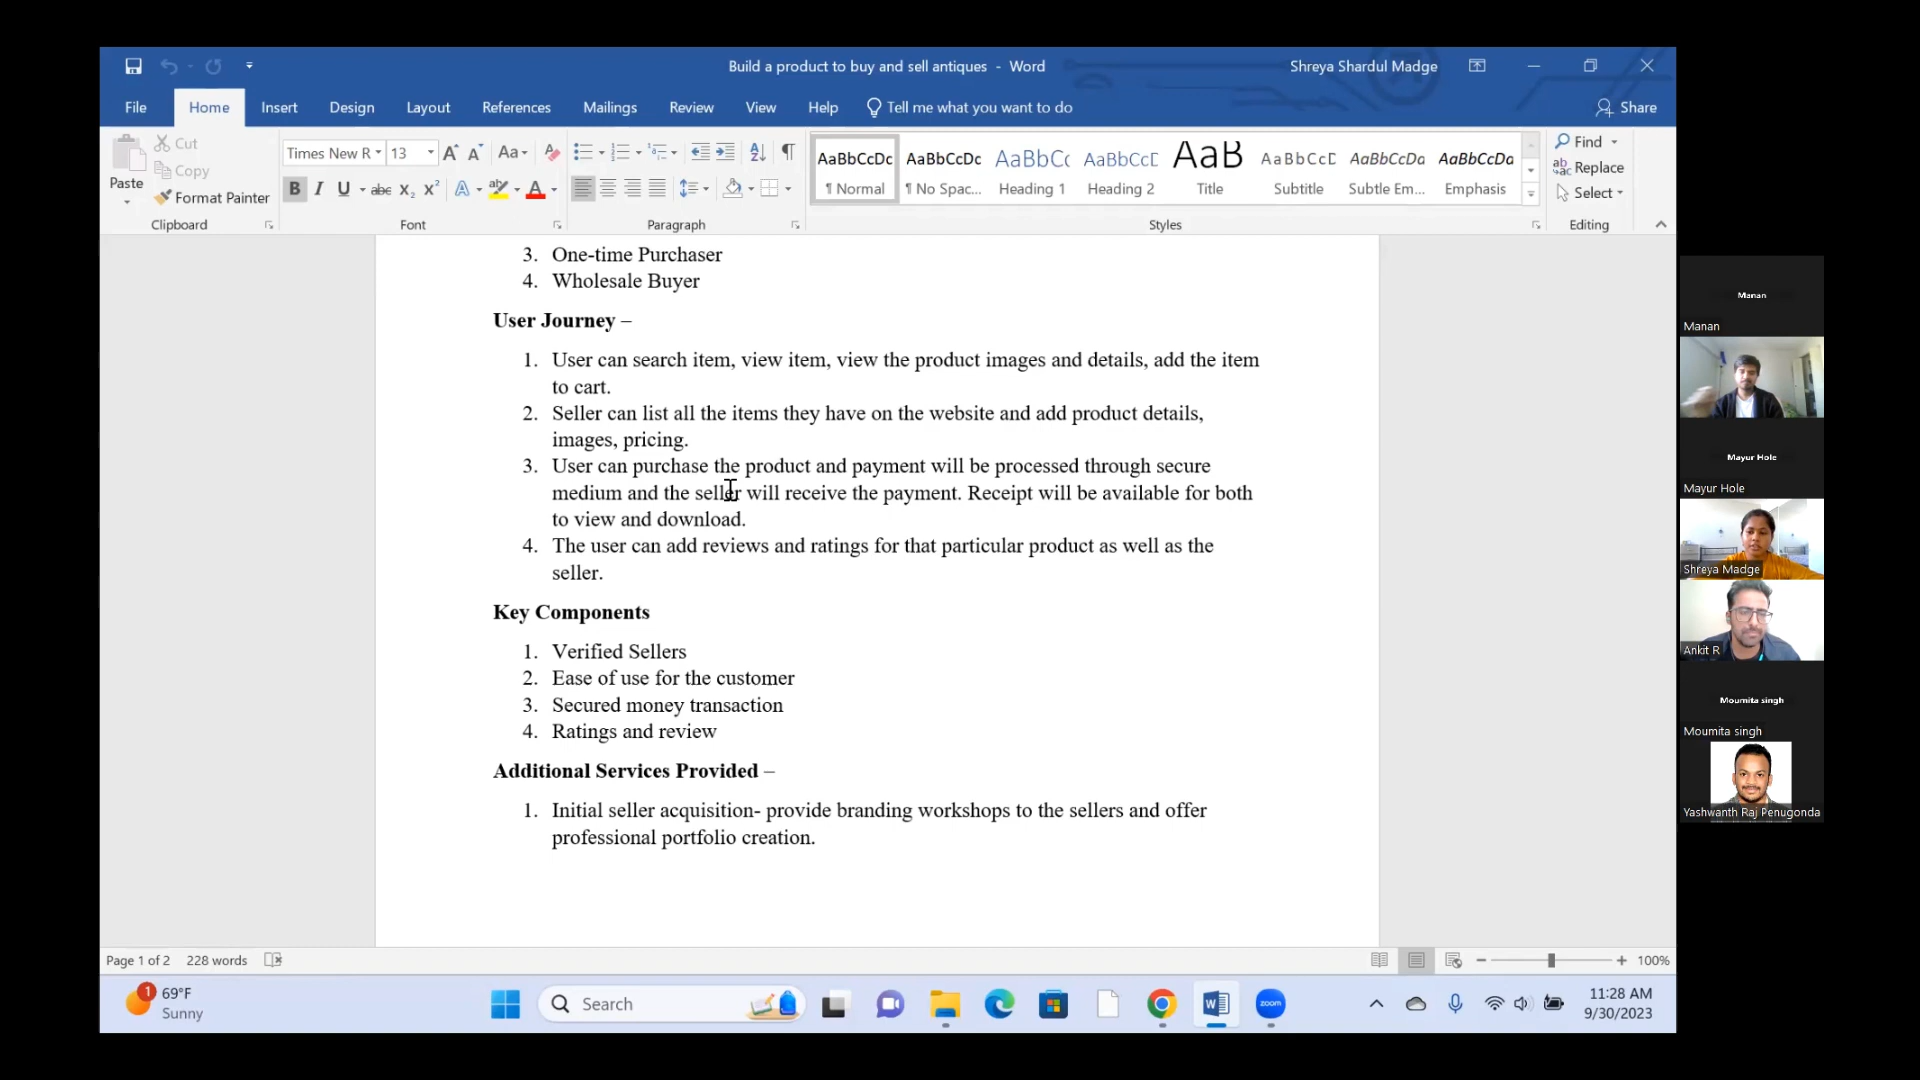 Build a product to buy and sell antiques - Word
Shreya Shardul Madge
File Home Insert Design Layout References Mailings Review View Help Tell me what you want to do Share
Paste
Cut
Copy
Format Painter
Clipboard
Times New R 13
Font
Paragraph
AaBbCcDc AaBbCcDc AaBbCc AaBbCcD AaB AaBbCcD AaBbCcDa AaBbCcDa
¶ Normal ¶ No Spac... Heading 1 Heading 2 Title Subtitle Subtle Em... Emphasis
Styles
Find
Replace
Select
Editing
3. One-time Purchaser
4. Wholesale Buyer
User Journey –
1. User can search item, view item, view the product images and details, add the item
to cart.
2. Seller can list all the items they have on the website and add product details,
images, pricing.
3. User can purchase the product and payment will be processed through secure
medium and the seller will receive the payment. Receipt will be available for both
to view and download.
4. The user can add reviews and ratings for that particular product as well as the
seller.
Key Components
1. Verified Sellers
2. Ease of use for the customer
3. Secured money transaction
4. Ratings and review
Additional Services Provided –
1. Initial seller acquisition- provide branding workshops to the sellers and offer
professional portfolio creation.
Page 1 of 2 228 words
100%
1
69°F
Sunny
Search
zoom
11:28 AM
9/30/2023
Manan
Manan
Mayur Hole
Mayur Hole
Shreya Madge
Ankit R
Moumita singh
Moumita singh
Yashwanth Raj Penugonda